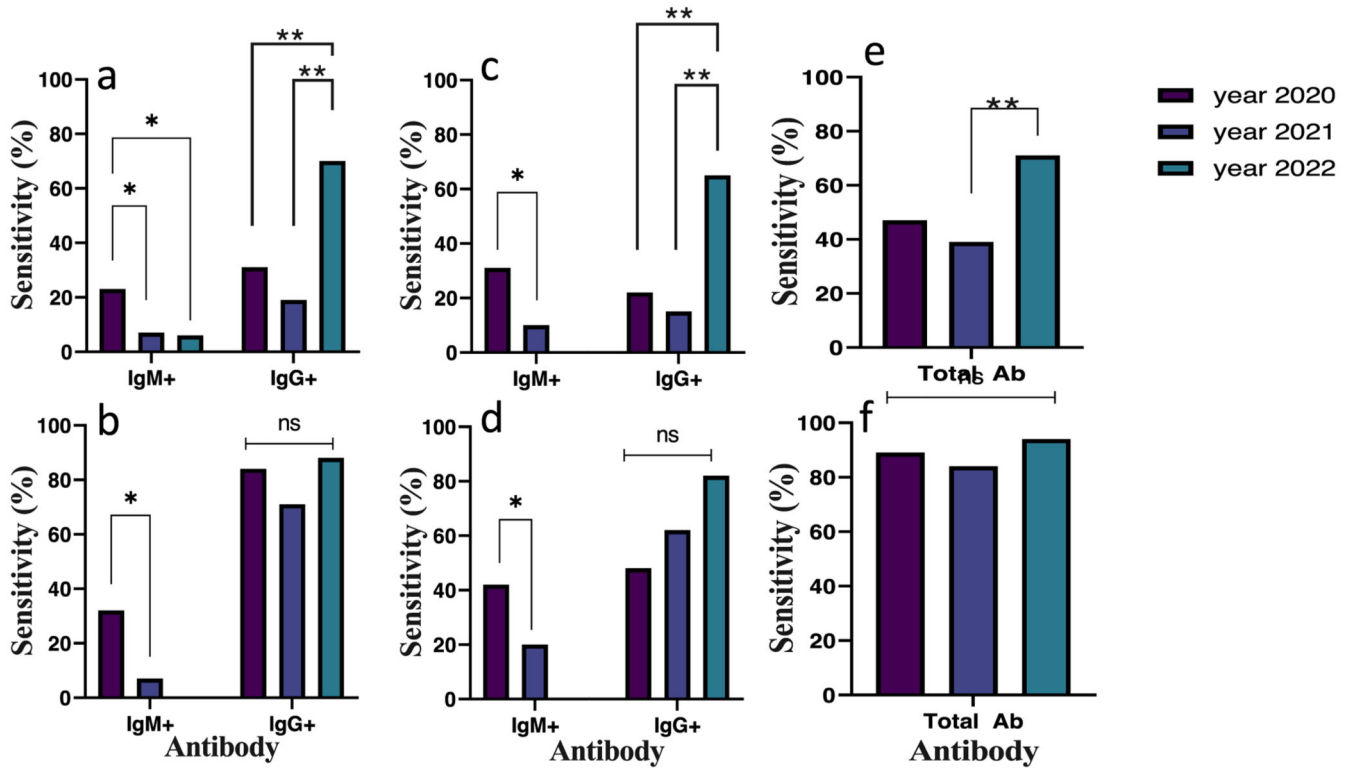 a
**
**
*
*
Sensitivity (%)
100
80
60
40
20
0
IgM+
IgG+
c
**
**
*
Sensitivity (%)
100
80
60
40
20
0
IgM+
IgG+
e
**
Sensitivity (%)
100
80
60
40
20
0
Total Ab
year 2020
year 2021
year 2022
b
ns
*
Sensitivity (%)
100
80
60
40
20
0
IgM+
IgG+
Antibody
d
ns
*
Sensitivity (%)
100
80
60
40
20
0
IgM+
IgG+
Antibody
f
ns
Sensitivity (%)
100
80
60
40
20
0
Total Ab
Antibody